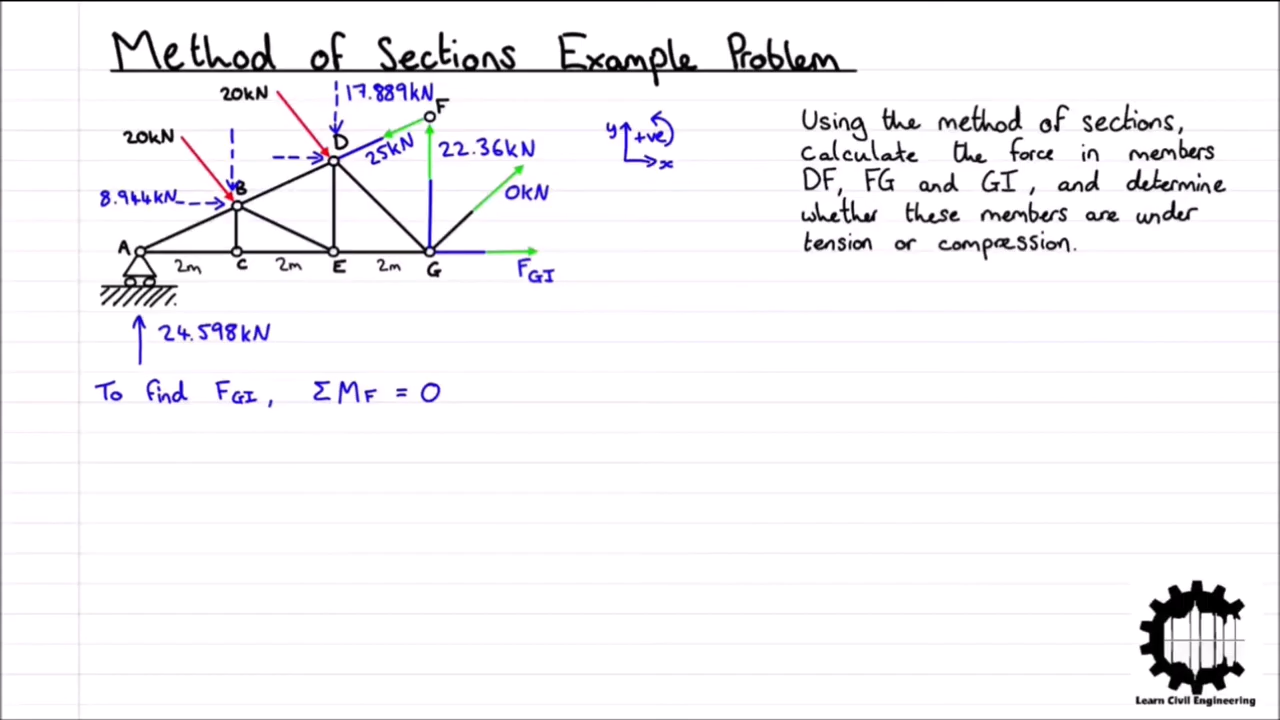 Method of Sections Example Problem
20kN
17.889kN
F
20kN
D
25kN
22.36kN
y
+ve
x
0kN
8.944kN
B
A
2m
C
2m
E
2m
G
FGI
24.598kN
To find FGI, ΣMF = 0
Using the method of sections,
calculate the force in members
DF, FG and GI, and determine
whether these members are under
tension or compression.
Learn Civil Engineering